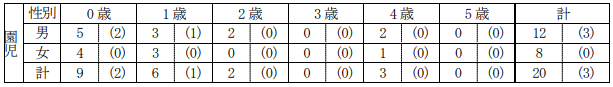 園児
性別 0歳 1歳 2歳 3歳 4歳 5歳 計
男 5 (2) 3 (1) 2 (0) 0 (0) 2 (0) 0 (0) 12 (3)
女 4 (0) 3 (0) 0 (0) 0 (0) 1 (0) 0 (0) 8 (0)
計 9 (2) 6 (1) 2 (0) 0 (0) 3 (0) 0 (0) 20 (3)